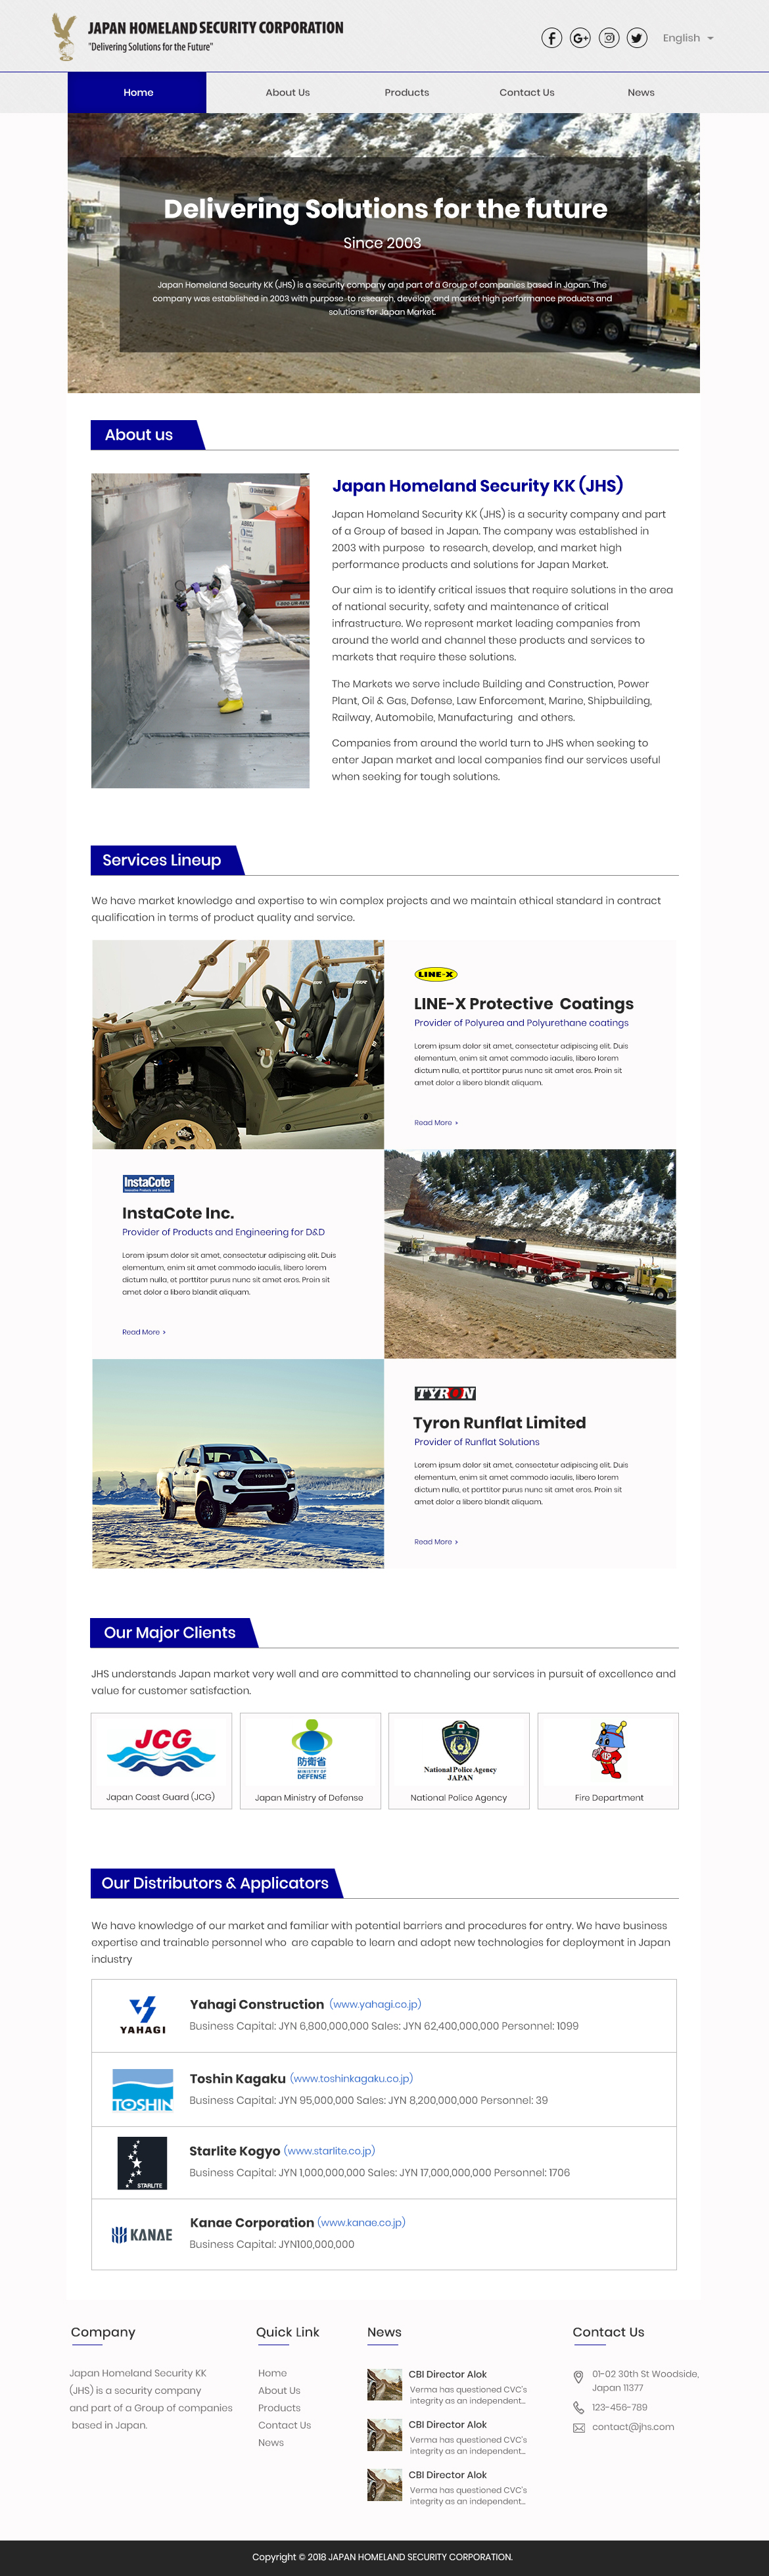 JAPAN HOMELAND SECURITY CORPORATION
"Delivering Solutions for the Future"
English
Home
About Us
Products
Contact Us
News
Delivering Solutions for the future
Since 2003
Japan Homeland Security KK (JHS) is a security company and part of a Group of companies based in Japan. The
company was established in 2003 with purpose to research, develop, and market high performance products and
solutions for Japan Market.
About us
Japan Homeland Security KK (JHS)
Japan Homeland Security KK (JHS) is a security company and part
of a Group of based in Japan. The company was established in
2003 with purpose to research, develop, and market high
performance products and solutions for Japan Market.
Our aim is to identify critical issues that require solutions in the area
of national security, safety and maintenance of critical
infrastructure. We represent market leading companies from
around the world and channel these products and services to
markets that require these solutions.
The Markets we serve include Building and Construction, Power
Plant, Oil & Gas, Defense, Law Enforcement, Marine, Shipbuilding,
Railway, Automobile, Manufacturing and others.
Companies from around the world turn to JHS when seeking to
enter Japan market and local companies find our services useful
when seeking for tough solutions.
Services Lineup
We have market knowledge and expertise to win complex projects and we maintain ethical standard in contract
qualification in terms of product quality and service.
LINE-X
LINE-X Protective Coatings
Provider of Polyurea and Polyurethane coatings
Lorem ipsum dolor sit amet, consectetur adipiscing elit. Duis
elementum, enim sit amet commodo iaculis, libero lorem
dictum nulla, et porttitor purus nunc sit amet eros. Proin sit
amet dolor a libero blandit aliquam.
Read More >
InstaCote
InstaCote Inc.
Provider of Products and Engineering for D&D
Lorem ipsum dolor sit amet, consectetur adipiscing elit. Duis
elementum, enim sit amet commodo iaculis, libero lorem
dictum nulla, et porttitor purus nunc sit amet eros. Proin sit
amet dolor a libero blandit aliquam.
Read More >
TOYOTA
TYRON
Tyron Runflat Limited
Provider of Runflat Solutions
Lorem ipsum dolor sit amet, consectetur adipiscing elit. Duis
elementum, enim sit amet commodo iaculis, libero lorem
dictum nulla, et porttitor purus nunc sit amet eros. Proin sit
amet dolor a libero blandit aliquam.
Read More >
Our Major Clients
JHS understands Japan market very well and are committed to channeling our services in pursuit of excellence and
value for customer satisfaction.
JCG
Japan Coast Guard (JCG)
防衛省
MINISTRY OF
DEFENSE
Japan Ministry of Defense
National Police Agency
JAPAN
National Police Agency
Fire Department
Our Distributors & Applicators
We have knowledge of our market and familiar with potential barriers and procedures for entry. We have business
expertise and trainable personnel who are capable to learn and adopt new technologies for deployment in Japan
industry
YAHAGI
Yahagi Construction (www.yahagi.co.jp)
Business Capital: JYN 6,800,000,000 Sales: JYN 62,400,000,000 Personnel: 1099
TOSHIN
Toshin Kagaku (www.toshinkagaku.co.jp)
Business Capital: JYN 95,000,000 Sales: JYN 8,200,000,000 Personnel: 39
STARLITE
Starlite Kogyo (www.starlite.co.jp)
Business Capital: JYN 1,000,000,000 Sales: JYN 17,000,000,000 Personnel: 1706
KANAE
Kanae Corporation (www.kanae.co.jp)
Business Capital: JYN100,000,000
Company
Japan Homeland Security KK
(JHS) is a security company
and part of a Group of companies
based in Japan.
Quick Link
Home
About Us
Products
Contact Us
News
News
CBI Director Alok
Verma has questioned CVC's
integrity as an independent...
CBI Director Alok
Verma has questioned CVC's
integrity as an independent...
CBI Director Alok
Verma has questioned CVC's
integrity as an independent...
Contact Us
01-02 30th St Woodside,
Japan 11377
123-456-789
contact@jhs.com
Copyright © 2018 JAPAN HOMELAND SECURITY CORPORATION.